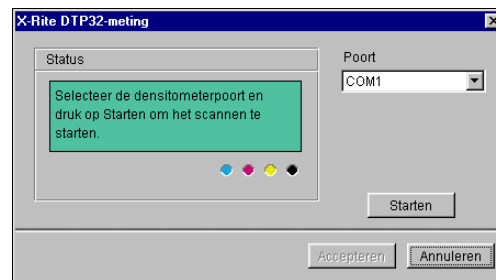 X-Rite DTP32-meting
Status
Selecteer de densitometerpoort en
druk op Starten om het scannen te
starten.
Poort
COM1
Starten
Accepteren
Annuleren